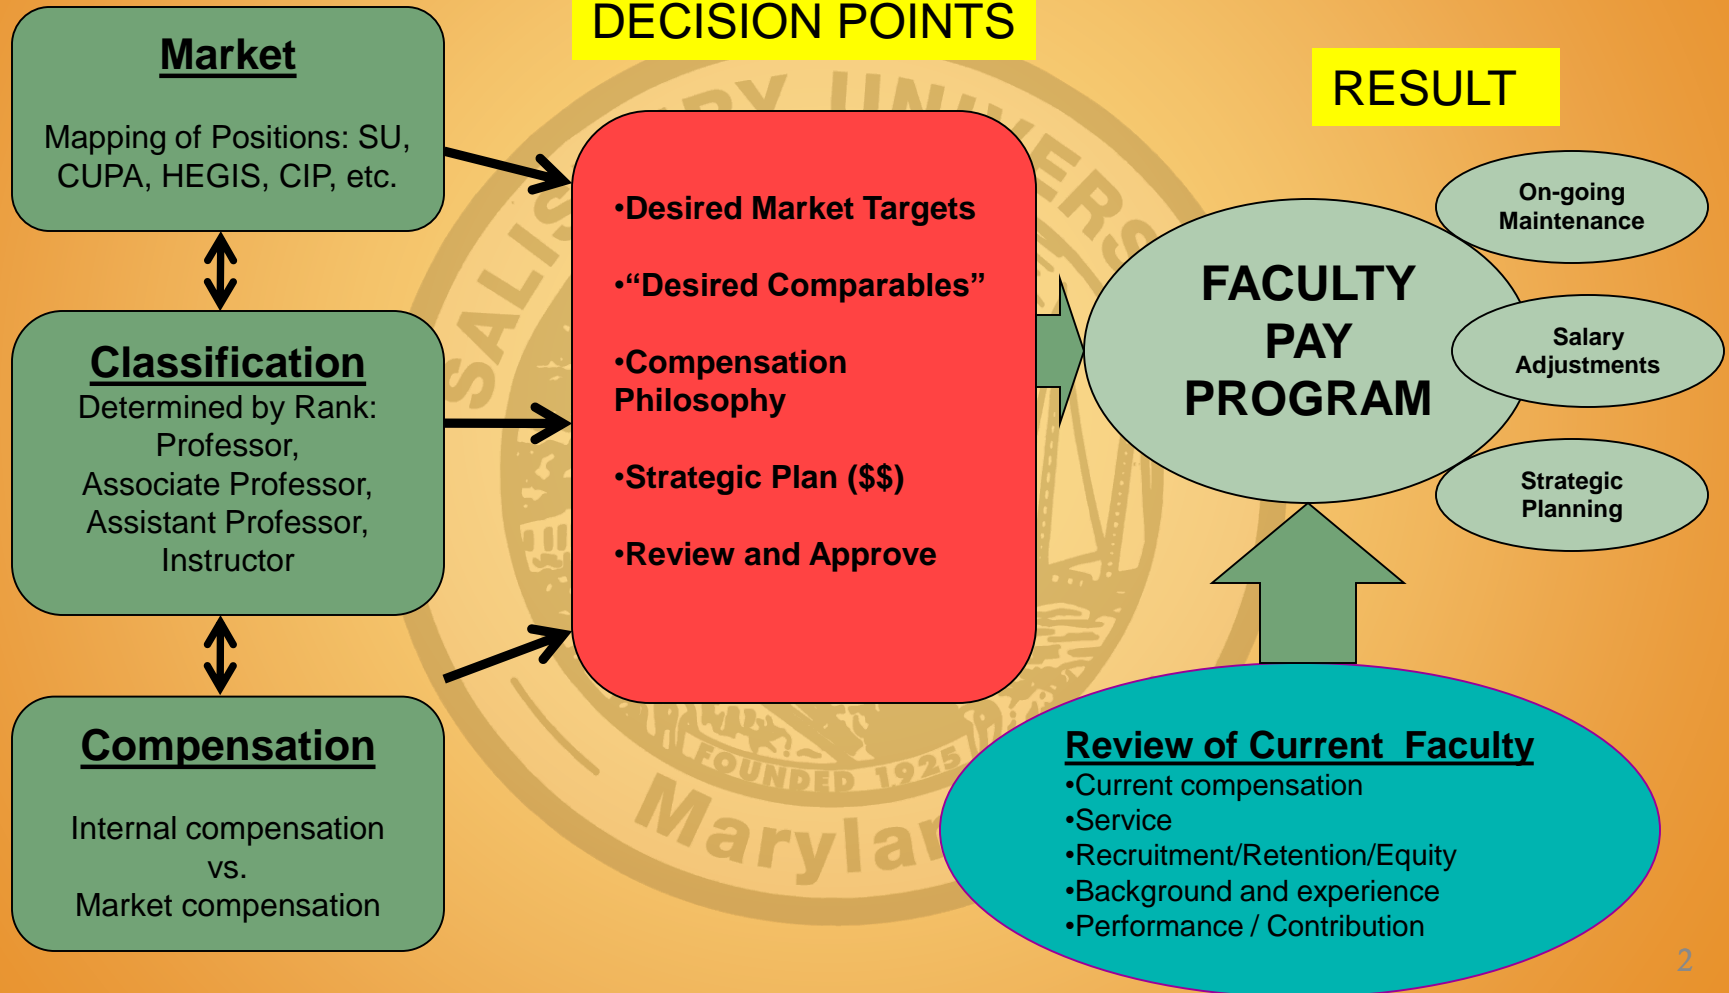 DECISION POINTS
RESULT
Market
Mapping of Positions: SU,
CUPA, HEGIS, CIP, etc.
Classification
Determined by Rank:
Professor,
Associate Professor,
Assistant Professor,
Instructor
Compensation
Internal compensation
vs.
Market compensation
•Desired Market Targets
•“Desired Comparables”
•Compensation
Philosophy
•Strategic Plan ($$)
•Review and Approve
FACULTY
PAY
PROGRAM
On-going
Maintenance
Salary
Adjustments
Strategic
Planning
Review of Current  Faculty
•Current compensation
•Service
•Recruitment/Retention/Equity
•Background and experience
•Performance / Contribution
FOUNDED 1925
2